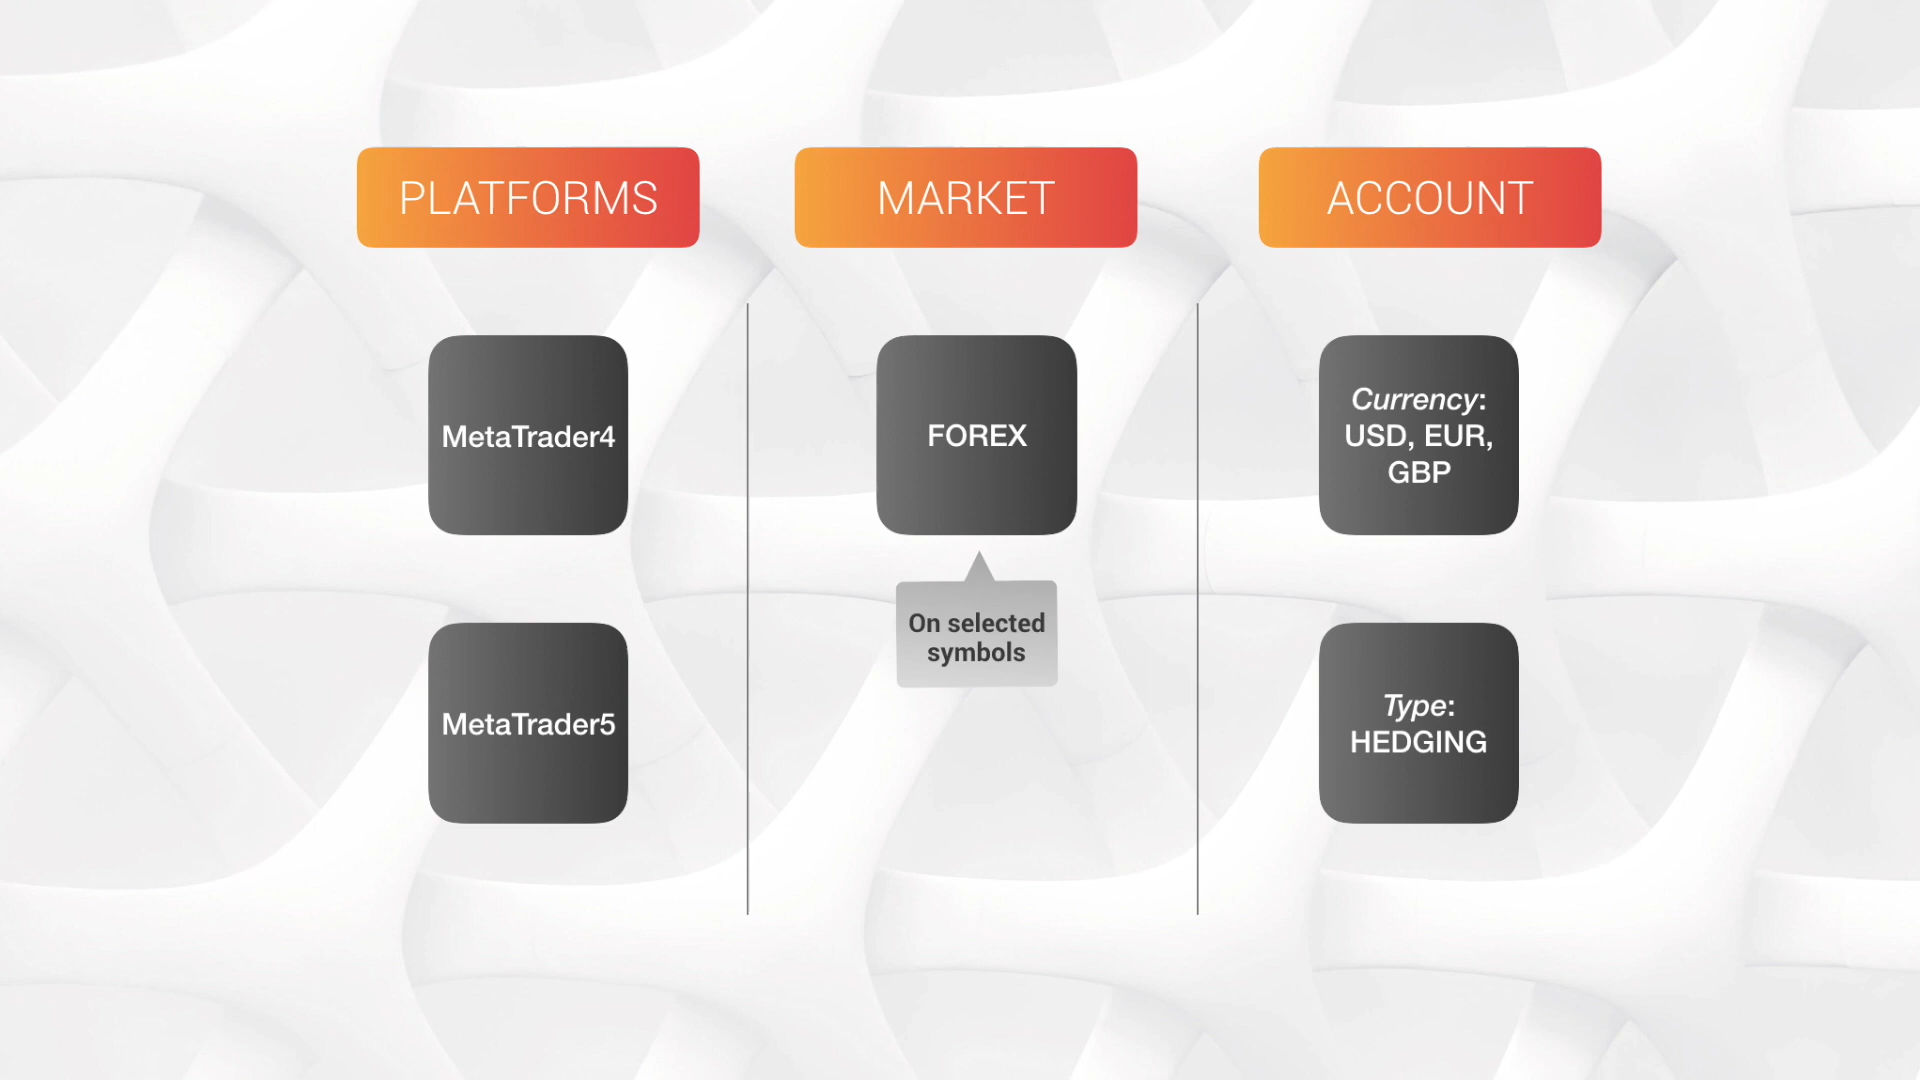 PLATFORMS
MetaTrader4
MetaTrader5
MARKET
FOREX
On selected
symbols
ACCOUNT
Currency:
USD, EUR,
GBP
Type:
HEDGING